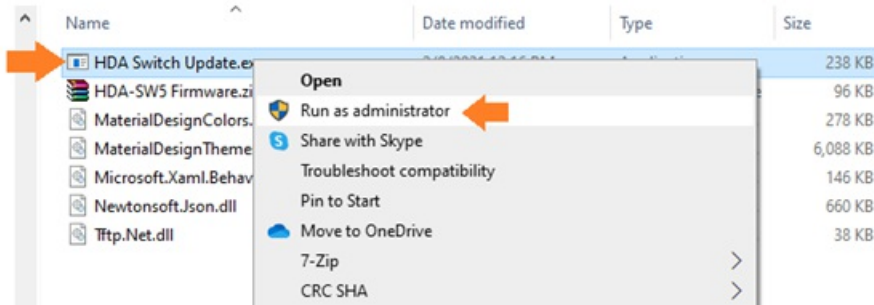 Name Date modified Type Size
HDA Switch Update.ex 238 KB
Open
HDA-SW5 Firmware.zi 96 KB
Run as administrator
MaterialDesignColors. 278 KB
Share with Skype
MaterialDesignTheme 6,088 KB
Troubleshoot compatibility
Microsoft.Xaml.Behav 146 KB
Pin to Start
Newtonsoft.Json.dll 660 KB
Tftp.Net.dll 38 KB
Move to OneDrive
7-Zip
CRC SHA